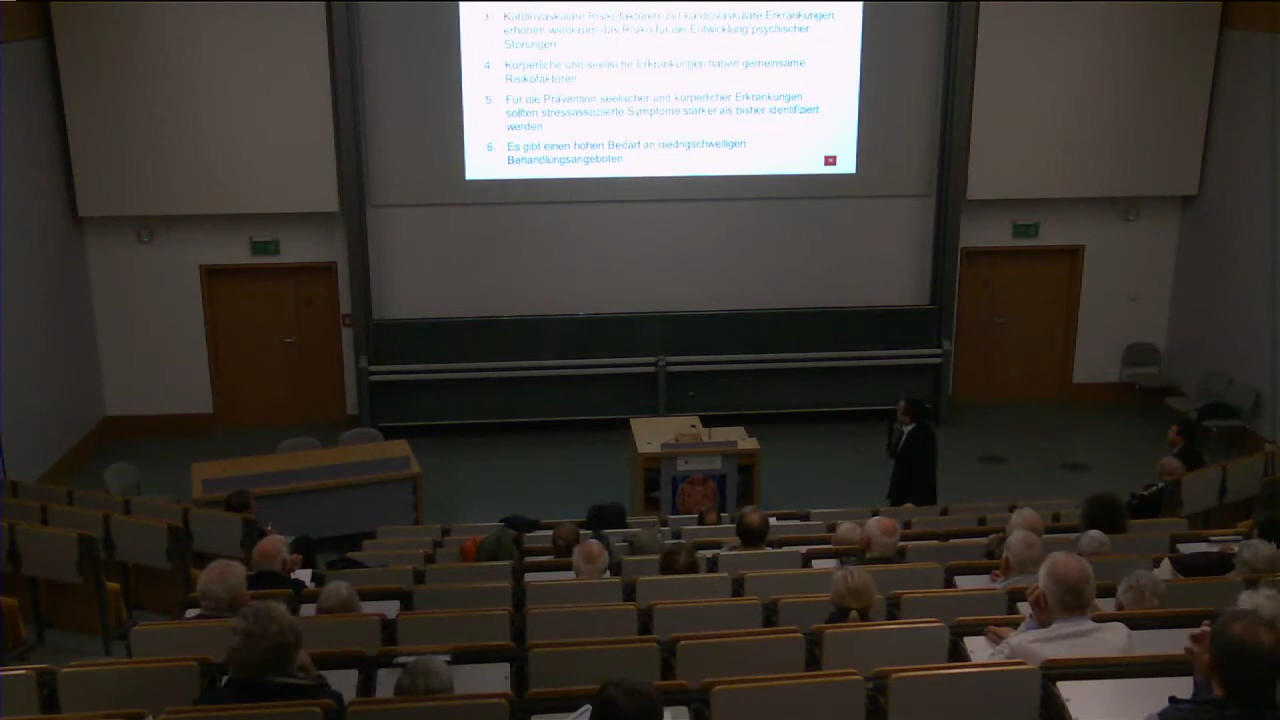 3. Kardiovaskuläre Risikofaktoren und kardiovaskuläre Erkrankungen
erhöhen wiederum das Risiko für die Entwicklung psychischer
Störungen
4. Körperliche und seelische Erkrankungen haben gemeinsame
Risikofaktoren
5. Für die Prävention seelischer und körperlicher Erkrankungen
sollten stressassoziierte Symptome stärker als bisher identifiziert
werden
6. Es gibt einen hohen Bedarf an niedrigschwelligen
Behandlungsangeboten